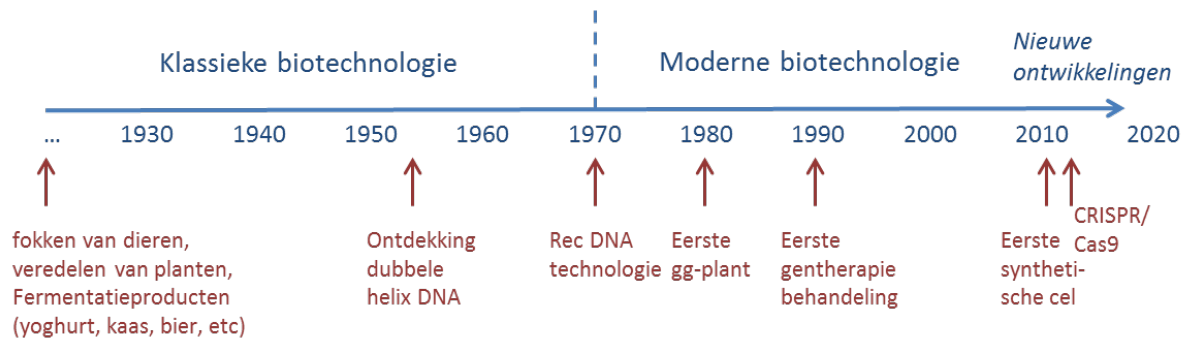 Klassieke biotechnologie
Moderne biotechnologie
Nieuwe
ontwikkelingen
... 1930 1940 1950 1960 1970 1980 1990 2000 2010 2020
fokken van dieren,
veredelen van planten,
Fermentatieproducten
(yoghurt, kaas, bier, etc)
Ontdekking
dubbele
helix DNA
Rec DNA
technologie
Eerste
gg-plant
Eerste
gentherapie
behandeling
Eerste
syntheti-
sche cel
CRISPR/
Cas9